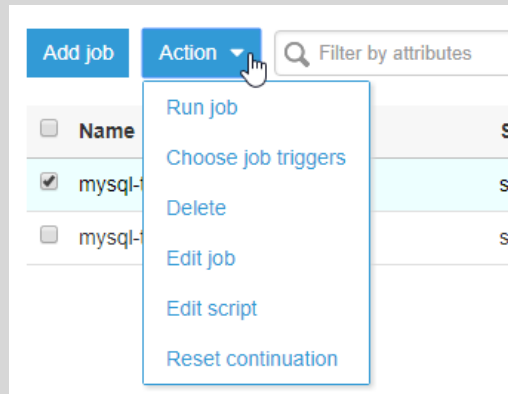 Add job Action Filter by attributes
Name
mysql-
mysql-
Run job
Choose job triggers
Delete
Edit job
Edit script
Reset continuation